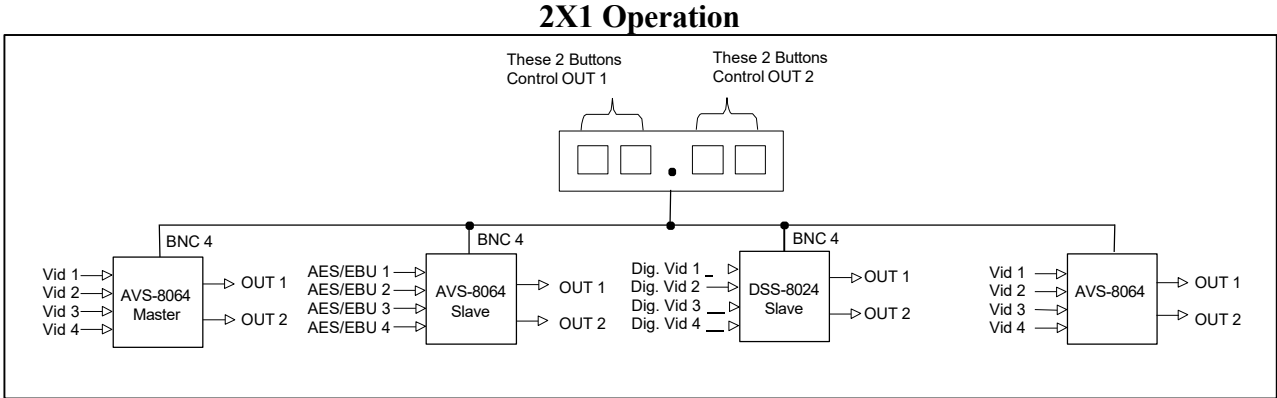 2X1 Operation
These 2 Buttons
Control OUT 1
These 2 Buttons
Control OUT 2
BNC 4
Vid 1
Vid 2
Vid 3
Vid 4
AVS-8064
Master
OUT 1
OUT 2
BNC 4
AES/EBU 1
AES/EBU 2
AES/EBU 3
AES/EBU 4
AVS-8064
Slave
OUT 1
OUT 2
BNC 4
Dig. Vid 1
Dig. Vid 2
Dig. Vid 3
Dig. Vid 4
DSS-8024
Slave
OUT 1
OUT 2
Vid 1
Vid 2
Vid 3
Vid 4
AVS-8064
OUT 1
OUT 2